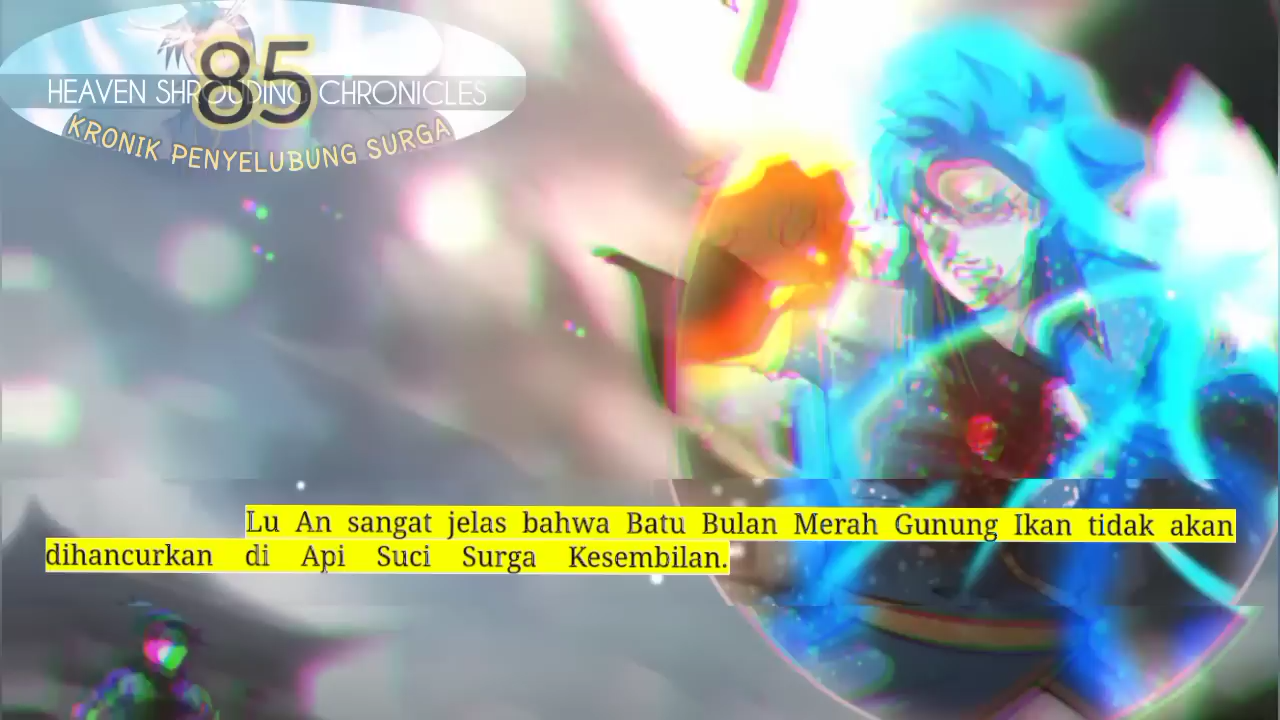 85
HEAVEN SHROUDING CHRONICLES
KRONIK PENYELUBUNG SURGA
Lu An sangat jelas bahwa Batu Bulan Merah Gunung Ikan tidak akan
dihancurkan di Api Suci Surga Kesembilan.